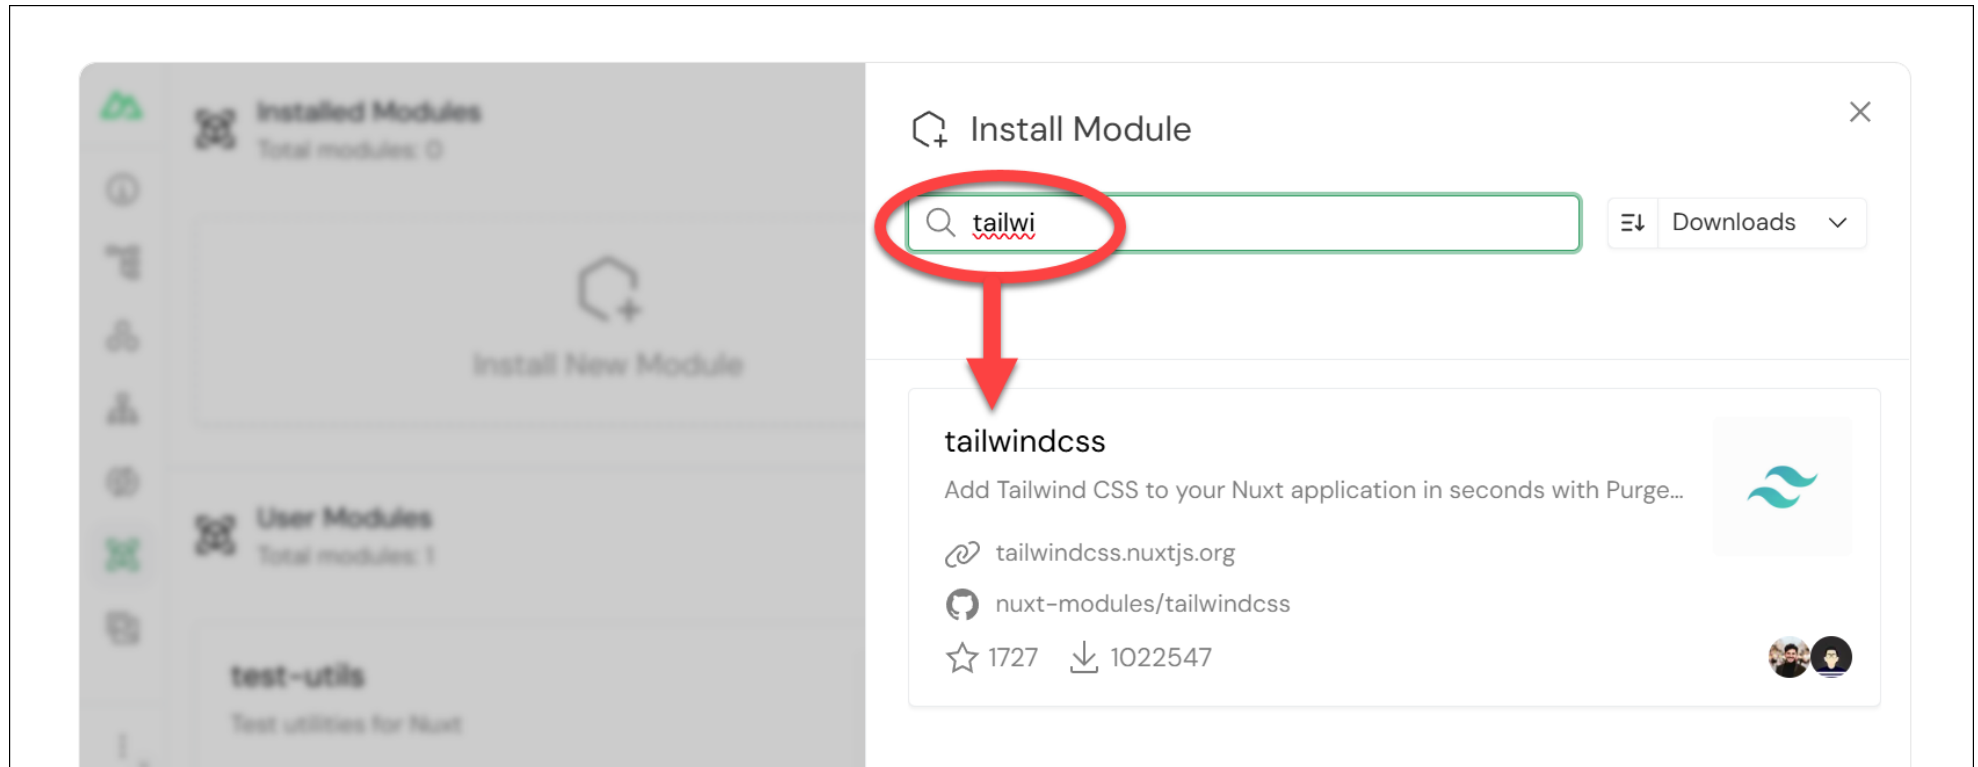 Installed Modules
Total modules: 0
Install New Module
User Modules
Total modules: 1
test-utils
Test utilities for Nuxt
Install Module
tailwi
Downloads
tailwindcss
Add Tailwind CSS to your Nuxt application in seconds with Purge...
tailwindcss.nuxtjs.org
nuxt-modules/tailwindcss
1727 1022547